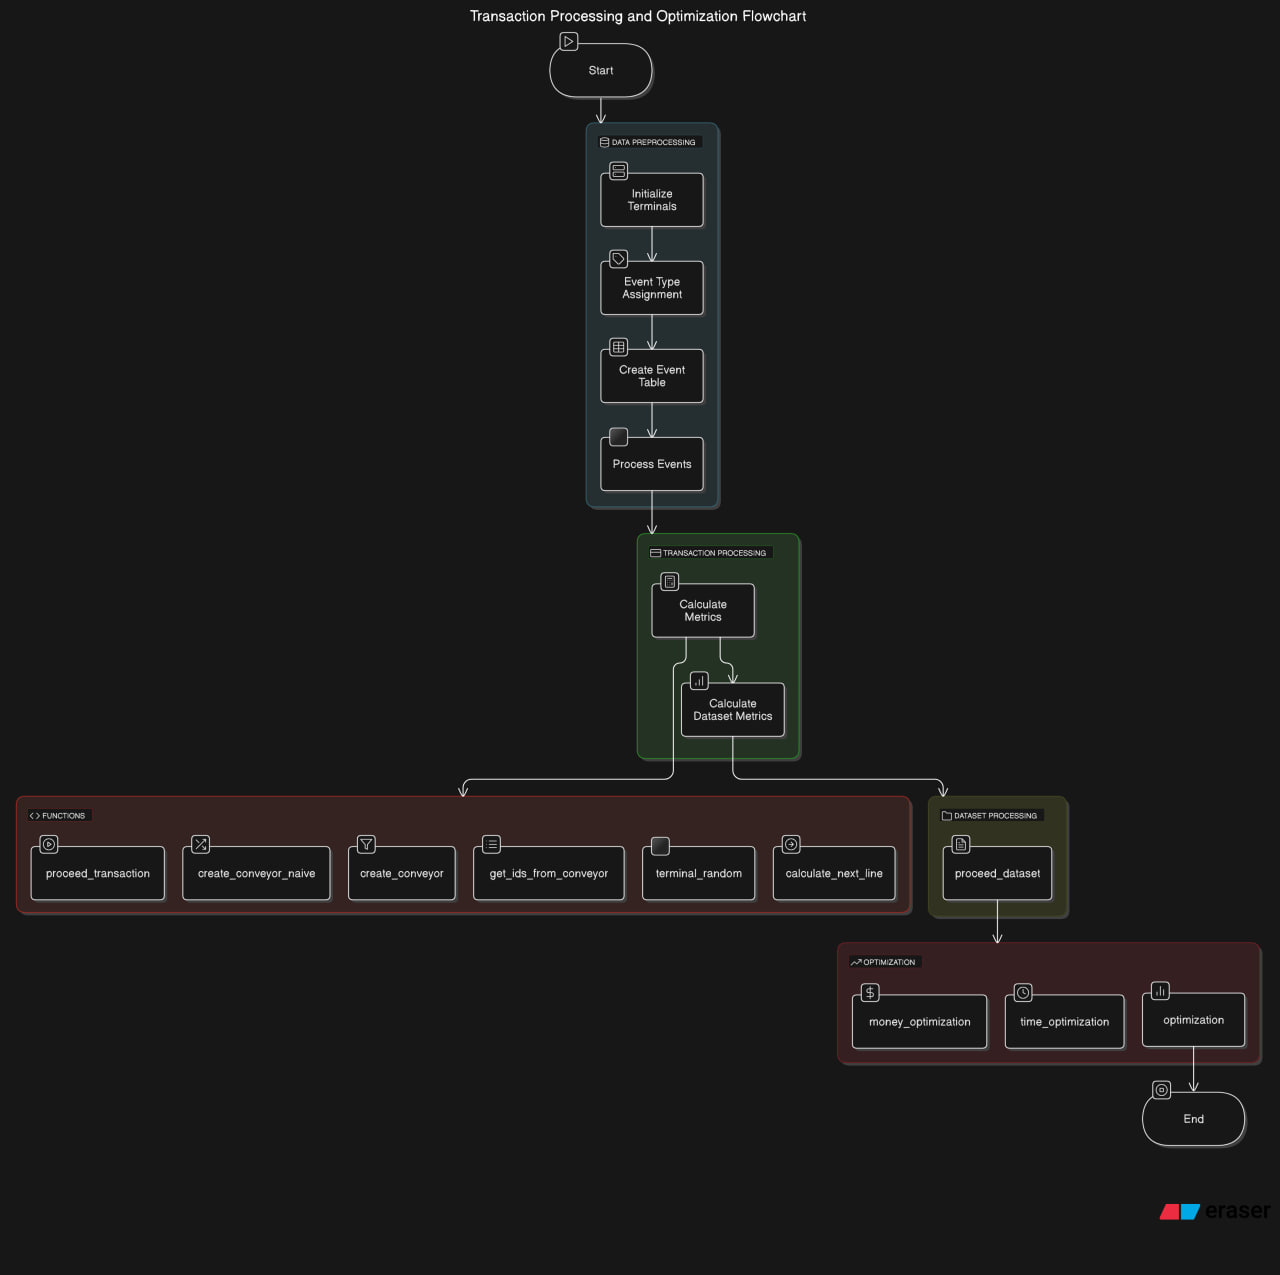 Transaction Processing and Optimization Flowchart
Start
DATA PREPROCESSING
Initialize
Terminals
Event Type
Assignment
Create Event
Table
Process Events
TRANSACTION PROCESSING
Calculate
Metrics
Calculate
Dataset Metrics
FUNCTIONS
proceed_transaction
create_conveyor_naive
create_conveyor
get_ids_from_conveyor
terminal_random
calculate_next_line
DATASET PROCESSING
proceed_dataset
OPTIMIZATION
money_optimization
time_optimization
optimization
End
eraser